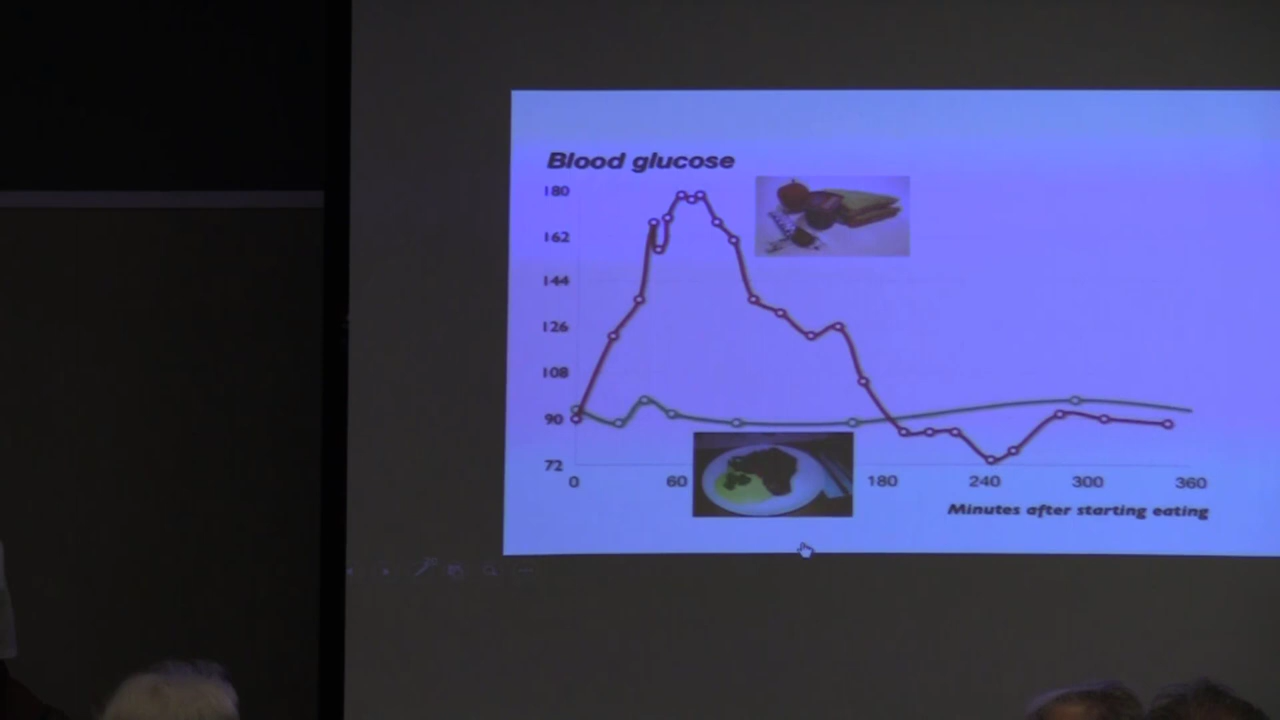 Blood glucose
180
162
144
126
108
90
72
0 60 180 240 300 360
Minutes after starting eating